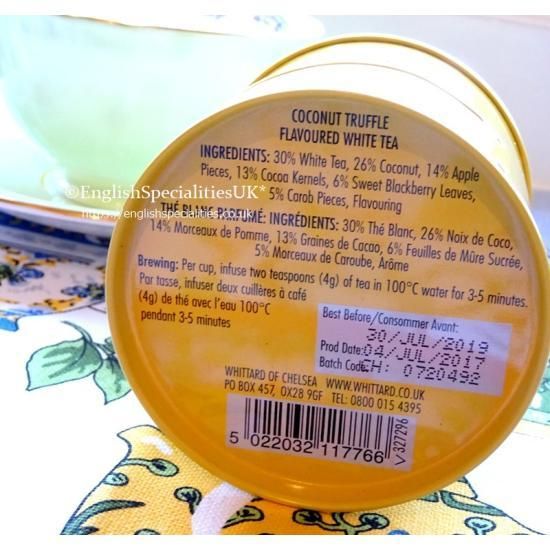 COCONUT TRUFFLE
FLAVOURED WHITE TEA
INGREDIENTS: 30% White Tea, 26% Coconut, 14% Apple
Pieces, 13% Cocoa Kernels, 6% Sweet Blackberry Leaves,
5% Carob Pieces, Flavouring
©EnglishSpecialitiesUK*
https://englishspecialities.co.uk/
THÉ BLANC PARFUMÉ: INGRÉDIENTS: 30% Thé Blanc, 26% Noix de Coco,
14% Morceaux de Pomme, 13% Graines de Cacao, 6% Feuilles de Mûre Sucrée,
5% Morceaux de Caroube, Arôme
Brewing: Per cup, infuse two teaspoons (4g) of tea in 100°C water for 3-5 minutes.
Par tasse, infuser deux cuillères à café
(4g) de thé avec l'eau 100°C
pendant 3-5 minutes
Best Before/Consommer Avant:
30/JUL/2019
Prod Date: 04/JUL/2017
Batch Code: CH: 0720492
WHITTARD OF CHELSEA WWW.WHITTARD.CO.UK
PO BOX 457, OX28 9GF TEL: 0800 015 4395
5 022032 117766 >
V327296